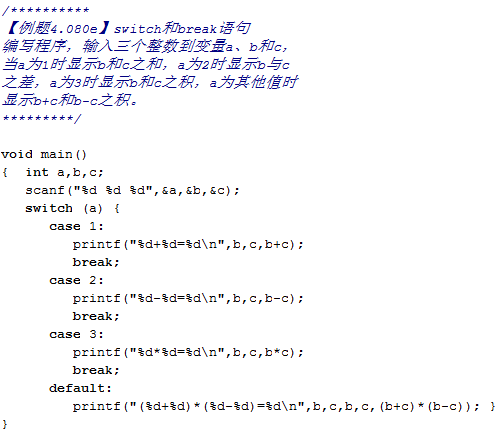 /**********
【例题4.080e】switch和break语句
编写程序，输入三个整数到变量a、b和c，
当a为1时显示b和c之和，a为2时显示b与c
之差，a为3时显示b和c之积，a为其他值时
显示b+c和b-c之积。
*********/
void main()
{  int a,b,c;
   scanf("%d %d %d",&a,&b,&c);
   switch (a) {
      case 1:
         printf("%d+%d=%d\n",b,c,b+c);
         break;
      case 2:
         printf("%d-%d=%d\n",b,c,b-c);
         break;
      case 3:
         printf("%d*%d=%d\n",b,c,b*c);
         break;
      default:
         printf("(%d+%d)*(%d-%d)=%d\n",b,c,b,c,(b+c)*(b-c)); }
}